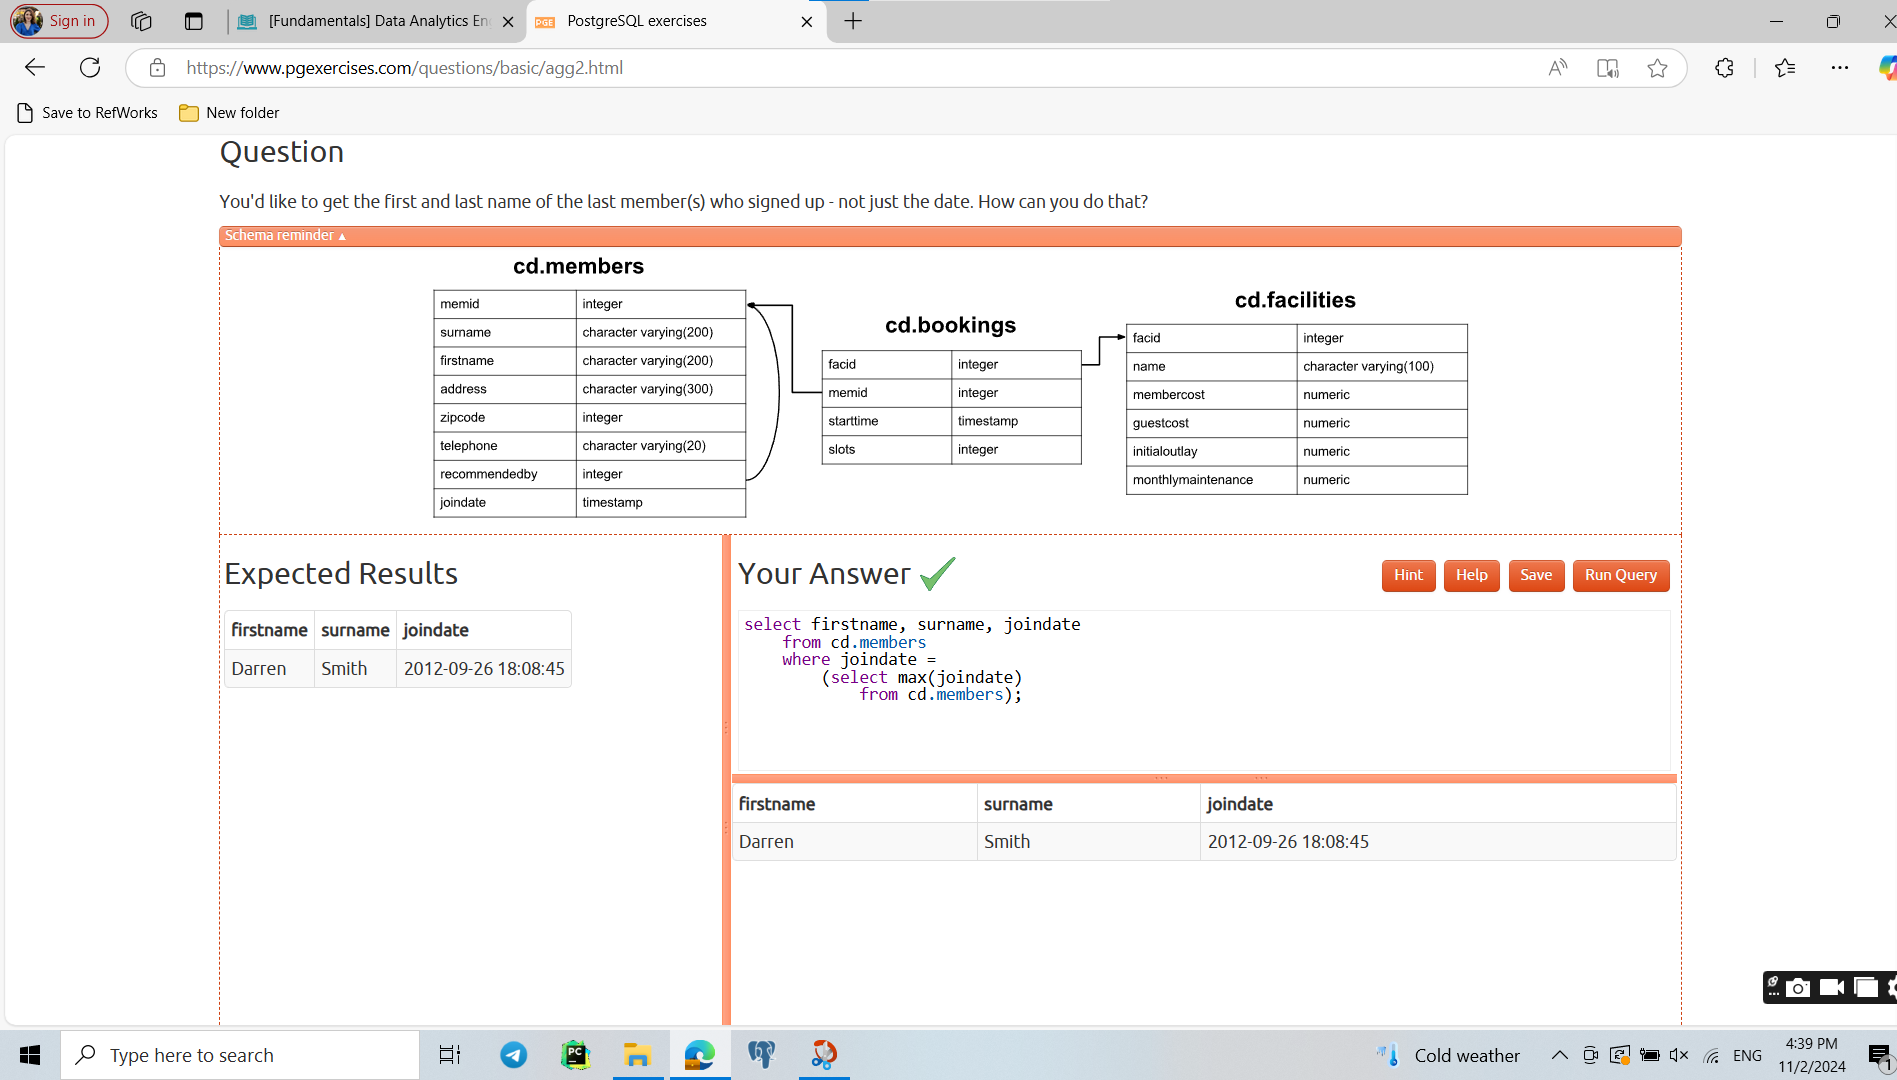 Sign in
[Fundamentals] Data Analytics En
PGE PostgreSQL exercises
https://www.pgexercises.com/questions/basic/agg2.html
Save to RefWorks
New folder
Question
You'd like to get the first and last name of the last member(s) who signed up - not just the date. How can you do that?
Schema reminder ▲
cd.members
memid integer
surname character varying(200)
firstname character varying(200)
address character varying(300)
zipcode integer
telephone character varying(20)
recommendedby integer
joindate timestamp
cd.bookings
facid integer
memid integer
starttime timestamp
slots integer
cd.facilities
facid integer
name character varying(100)
membercost numeric
guestcost numeric
initialoutlay numeric
monthlymaintenance numeric
Expected Results
firstname surname joindate
Darren Smith 2012-09-26 18:08:45
Your Answer
Hint Help Save Run Query
select firstname, surname, joindate
from cd.members
where joindate =
(select max(joindate)
from cd.members);
firstname surname joindate
Darren Smith 2012-09-26 18:08:45
Type here to search
PC
Cold weather
ENG
4:39 PM
11/2/2024
1